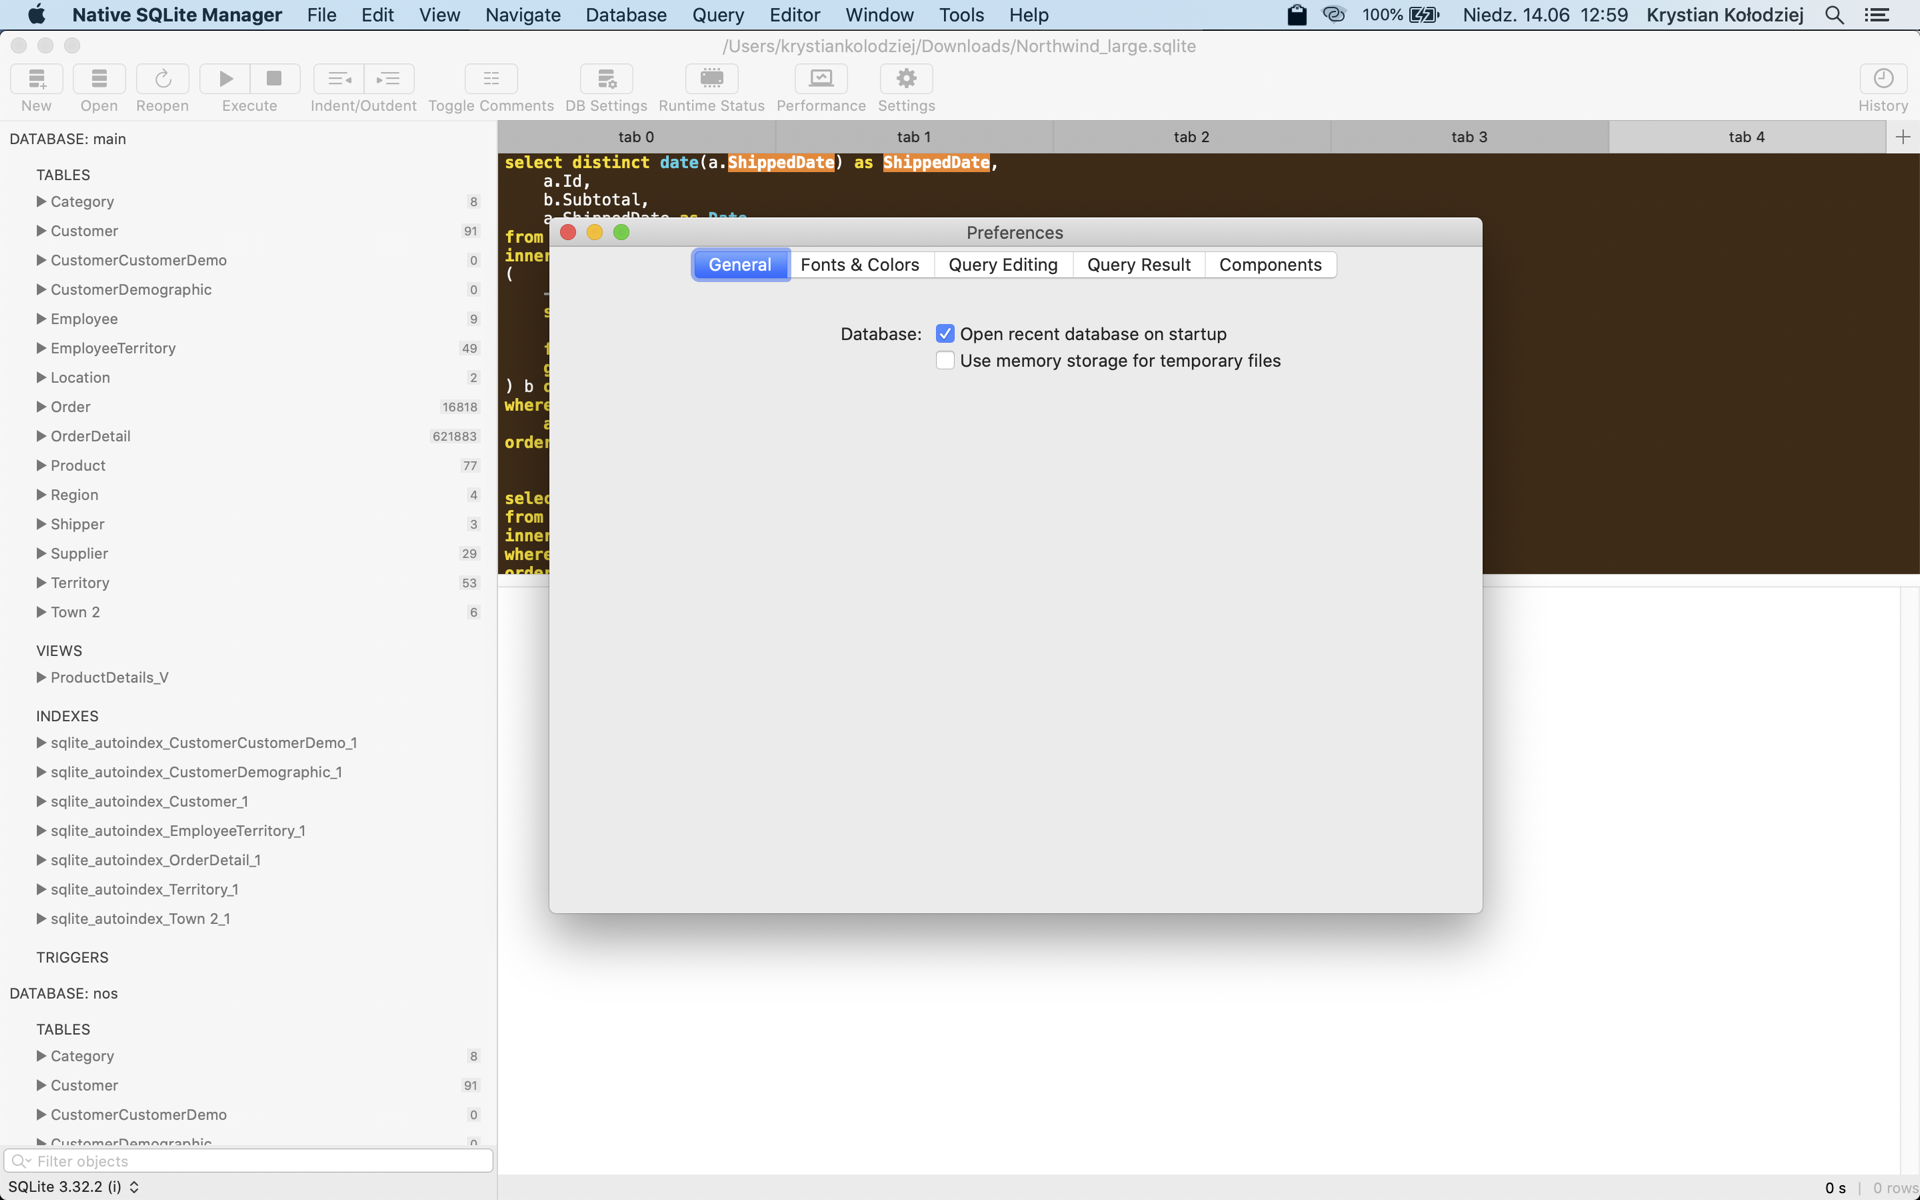 Native SQLite Manager File Edit View Navigate Database Query Editor Window Tools Help 100% Niedz. 14.06 12:59 Krystian Kołodziej
/Users/krystiankolodziej/Downloads/Northwind_large.sqlite
New Open Reopen Execute Indent/Outdent Toggle Comments DB Settings Runtime Status Performance Settings History
DATABASE: main
TABLES
Category 8
Customer 91
CustomerCustomerDemo 0
CustomerDemographic 0
Employee 9
EmployeeTerritory 49
Location 2
Order 16818
OrderDetail 621883
Product 77
Region 4
Shipper 3
Supplier 29
Territory 53
Town 2 6
VIEWS
ProductDetails_V
INDEXES
sqlite_autoindex_CustomerCustomerDemo_1
sqlite_autoindex_CustomerDemographic_1
sqlite_autoindex_Customer_1
sqlite_autoindex_EmployeeTerritory_1
sqlite_autoindex_OrderDetail_1
sqlite_autoindex_Territory_1
sqlite_autoindex_Town 2_1
TRIGGERS
DATABASE: nos
TABLES
Category 8
Customer 91
CustomerCustomerDemo 0
CustomerDemographic 0
Filter objects
SQLite 3.32.2 (i)
tab 0 tab 1 tab 2 tab 3 tab 4
select distinct date(a.ShippedDate) as ShippedDate,
a.Id,
b.Subtotal,
a.ShippedDate as Date
from
inner
(
) b
where
order
selec
from
inner
where
order
Preferences
General Fonts & Colors Query Editing Query Result Components
Database: Open recent database on startup
Use memory storage for temporary files
0 s | 0 rows